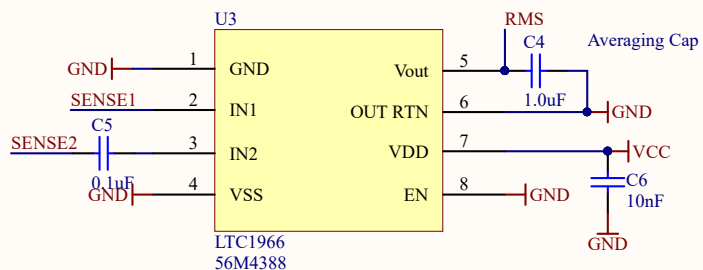 U3
RMS
C4
Averaging Cap
GND
1
GND
Vout
5
1.0uF
SENSE1
2
IN1
OUT RTN
6
GND
SENSE2
C5
0.1uF
3
IN2
VDD
7
VCC
GND
4
VSS
EN
8
GND
C6
10nF
GND
LTC1966
56M4388